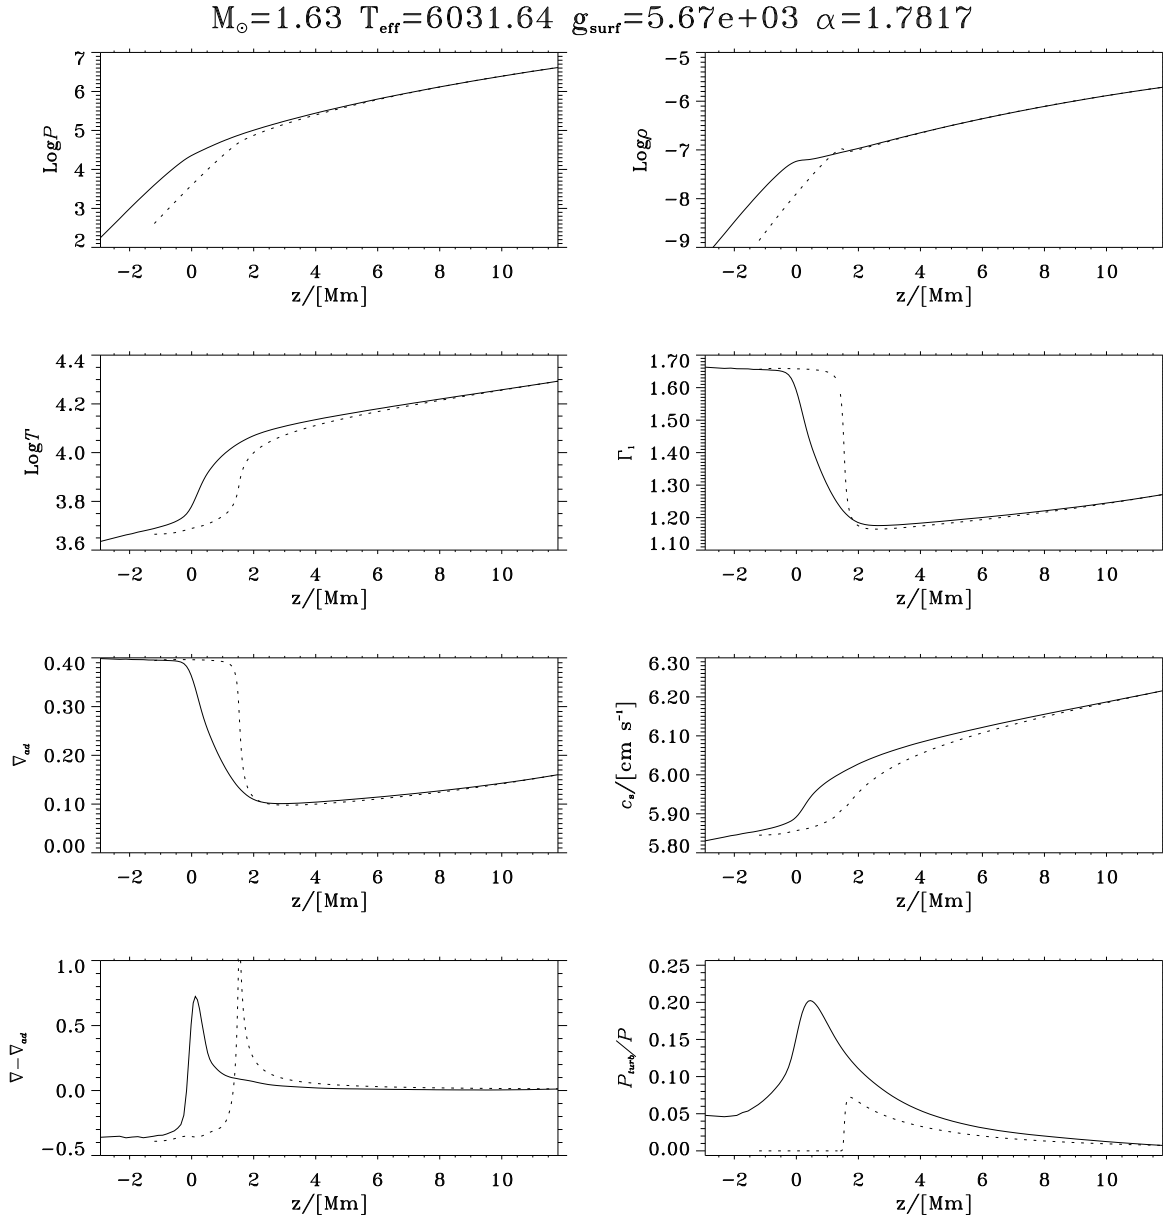 M⊙=1.63 Teff=6031.64 gsurf=5.67e+03 α=1.7817
LogP
7
6
5
4
3
2
−2 0 2 4 6 8 10
z/[Mm]
Logρ
−5
−6
−7
−8
−9
−2 0 2 4 6 8 10
z/[Mm]
LogT
4.4
4.2
4.0
3.8
3.6
−2 0 2 4 6 8 10
z/[Mm]
Γ1
1.70
1.60
1.50
1.40
1.30
1.20
1.10
−2 0 2 4 6 8 10
z/[Mm]
∇ad
0.40
0.30
0.20
0.10
0.00
−2 0 2 4 6 8 10
z/[Mm]
cs/[cm s⁻¹]
6.30
6.20
6.10
6.00
5.90
5.80
−2 0 2 4 6 8 10
z/[Mm]
∇−∇ad
1.0
0.5
0.0
−0.5
−2 0 2 4 6 8 10
z/[Mm]
Pturb/P
0.25
0.20
0.15
0.10
0.05
0.00
−2 0 2 4 6 8 10
z/[Mm]